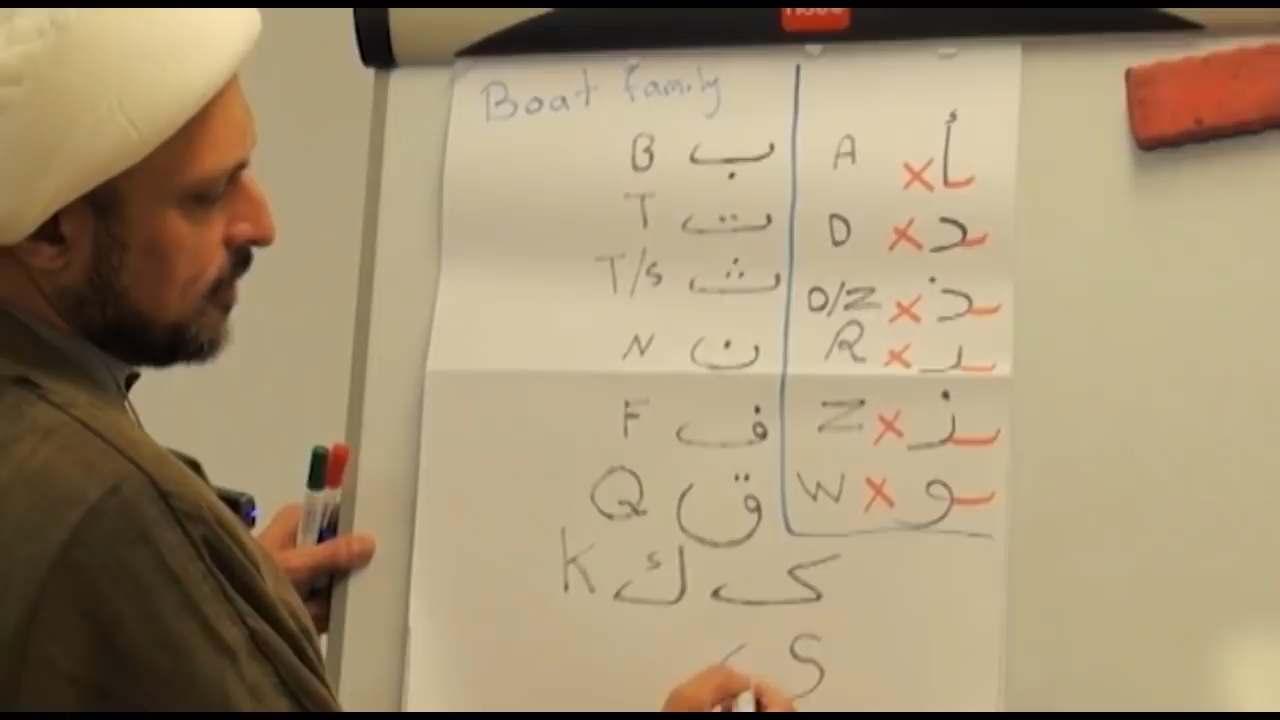 Boat family
B ب A أ X
T ت D د X
T/s ث D/Z ذ X
N ن R ر X
F ف Z ز X
Q ق W و X
K ك ک
S